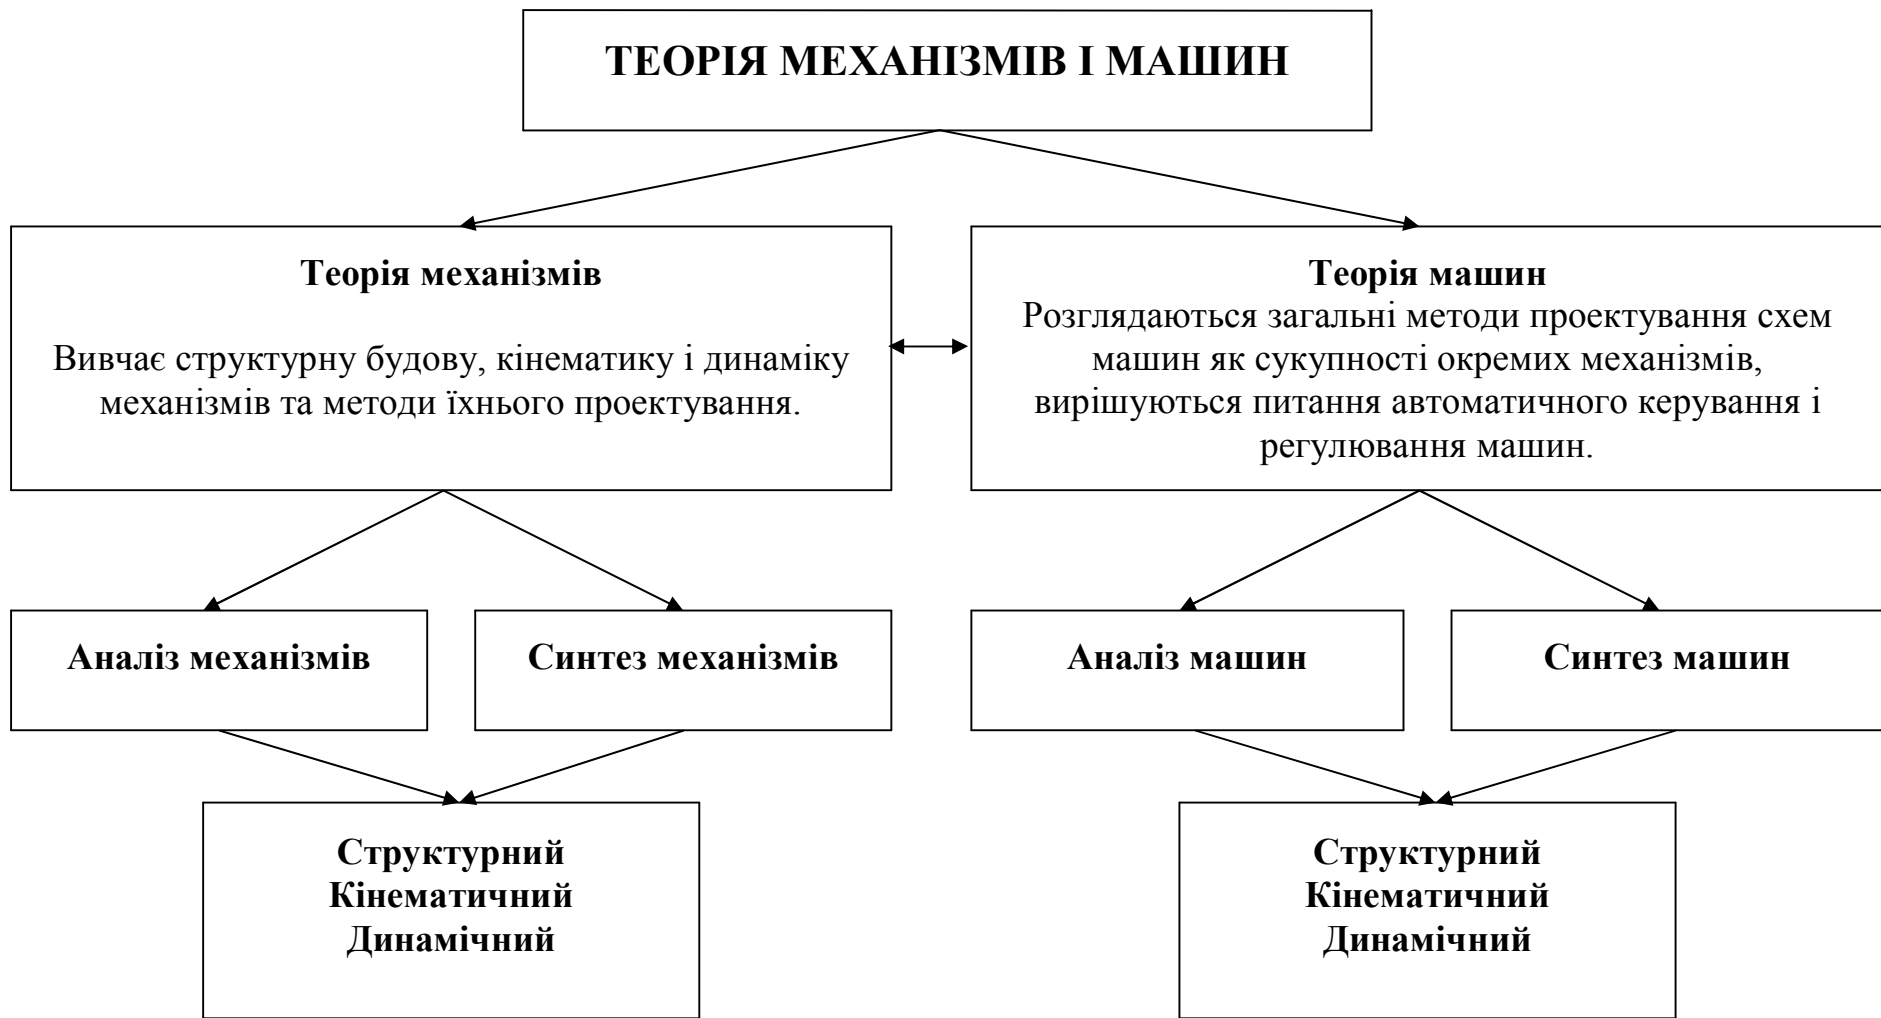 ТЕОРІЯ МЕХАНІЗМІВ І МАШИН
Теорія механізмів
Вивчає структурну будову, кінематику і динаміку
механізмів та методи їхнього проектування.
Теорія машин
Розглядаються загальні методи проектування схем
машин як сукупності окремих механізмів,
вирішуються питання автоматичного керування і
регулювання машин.
Аналіз механізмів
Синтез механізмів
Аналіз машин
Синтез машин
Структурний
Кінематичний
Динамічний
Структурний
Кінематичний
Динамічний